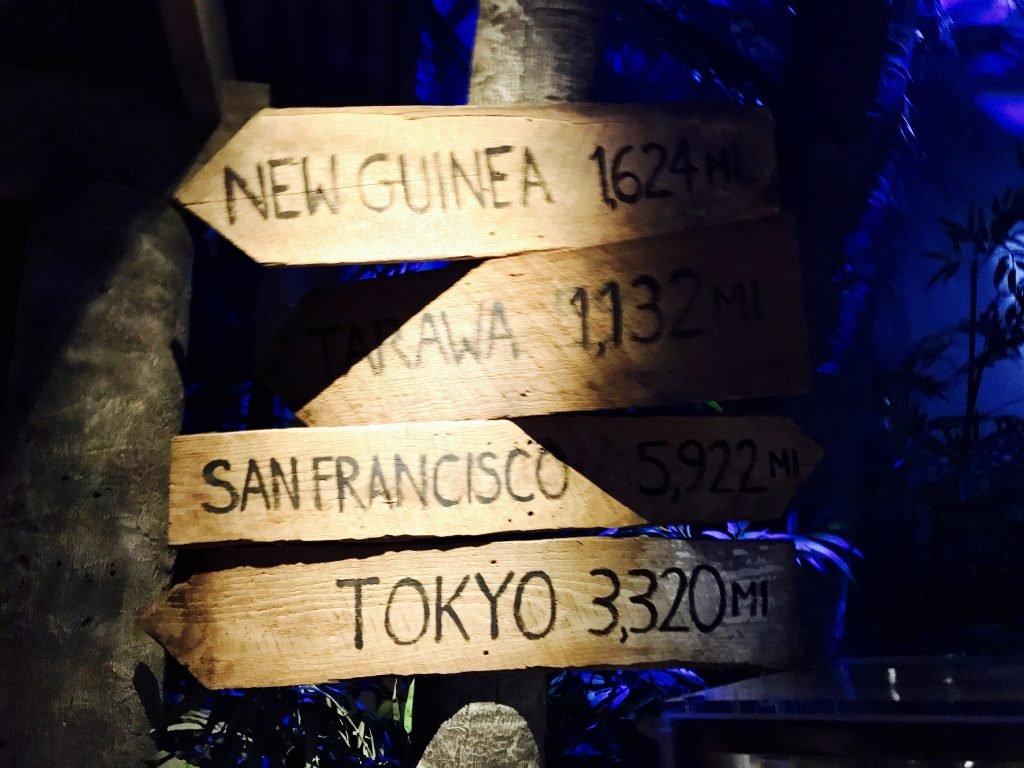 NEW GUINEA 1,624 MI
TARAWA 1,132 MI
SAN FRANCISCO 5,922 MI
TOKYO 3,320 MI